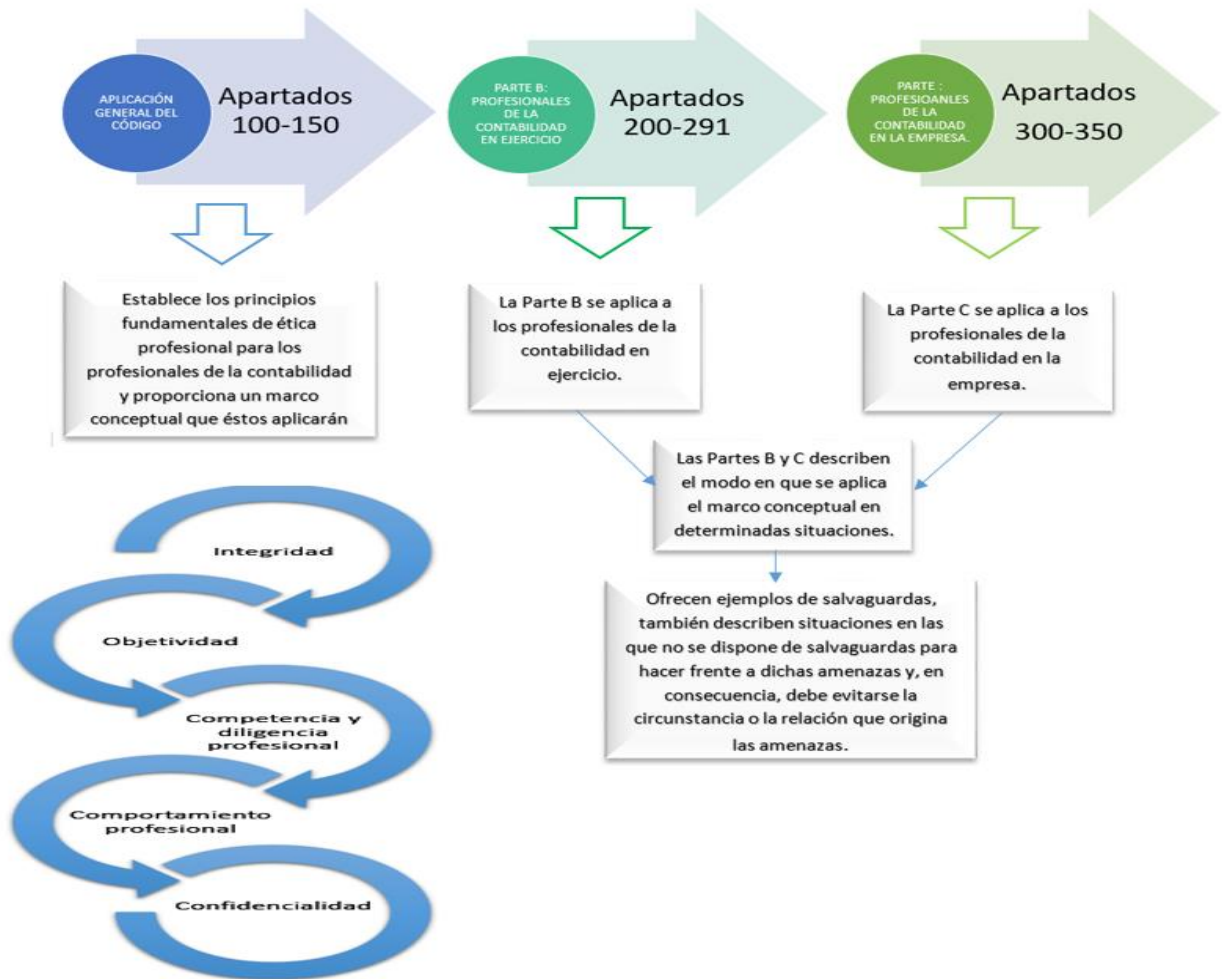 APLICACIÓN
GENERAL DEL
CÓDIGO
Apartados
100-150
PARTE B:
PROFESIONALES
DE LA
CONTABILIDAD
EN EJERCICIO
Apartados
200-291
PARTE :
PROFESIOANLES
DE LA
CONTABILIDAD
EN LA EMPRESA.
Apartados
300-350
Establece los principios
fundamentales de ética
profesional para los
profesionales de la contabilidad
y proporciona un marco
conceptual que éstos aplicarán
La Parte B se aplica a
los profesionales de la
contabilidad en
ejercicio.
La Parte C se aplica a los
profesionales de la
contabilidad en la
empresa.
Las Partes B y C describen
el modo en que se aplica
el marco conceptual en
determinadas situaciones.
Ofrecen ejemplos de salvaguardas,
también describen situaciones en las
que no se dispone de salvaguardas para
hacer frente a dichas amenazas y, en
consecuencia, debe evitarse la
circunstancia o la relación que origina
las amenazas.
Integridad
Objetividad
Competencia y
diligencia
profesional
Comportamiento
profesional
Confidencialidad